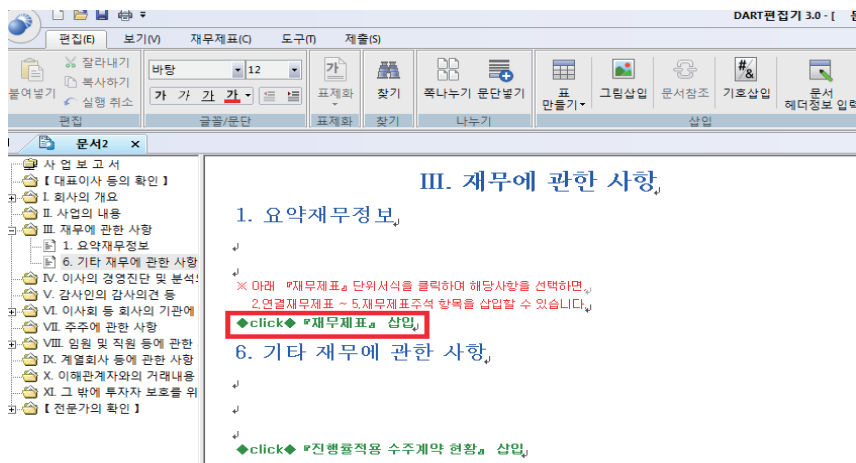 DART편집기 3.0 - [ 문
편집(E) 보기(V) 재무제표(C) 도구(T) 제출(S)
붙여넣기
잘라내기
복사하기
실행 취소
편집
바탕 12
가 가 가 가
글꼴/문단
가 표제화
표제화
찾기
찾기
쪽나누기 문단넣기
나누기
표 만들기
그림삽입
문서참조
#& 기호삽입
문서 헤더정보 입력
삽입
문서2 ×
사 업 보 고 서
【 대표이사 등의 확인 】
I. 회사의 개요
II. 사업의 내용
III. 재무에 관한 사항
1. 요약재무정보
6. 기타 재무에 관한 사항
IV. 이사의 경영진단 및 분석
V. 감사인의 감사의견 등
VI. 이사회 등 회사의 기관에
VII. 주주에 관한 사항
VIII. 임원 및 직원 등에 관한
IX. 계열회사 등에 관한 사항
X. 이해관계자와의 거래내용
XI. 그 밖에 투자자 보호를 위
【 전문가의 확인 】
III. 재무에 관한 사항
1. 요약재무정보
※ 아래 『재무제표』 단위서식을 클릭하여 해당사항을 선택하면,
2.연결재무제표 ~ 5.재무제표주석 항목을 삽입할 수 있습니다.
◆click◆ 『재무제표』 삽입
6. 기타 재무에 관한 사항
◆click◆ 『진행률적용 수주계약 현황』 삽입